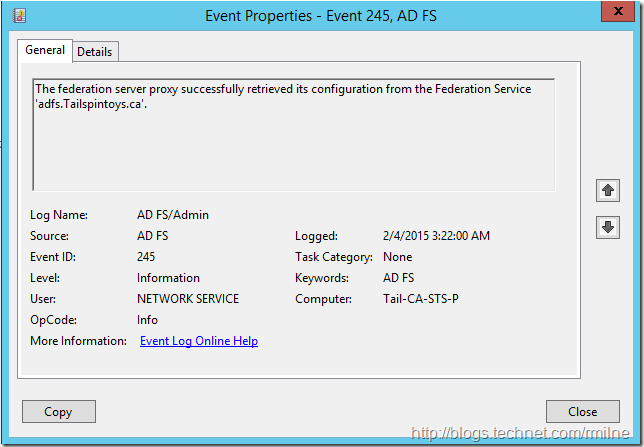 Event Properties - Event 245, AD FS
x
General Details
The federation server proxy successfully retrieved its configuration from the Federation Service
'adfs.Tailspintoys.ca'.
Log Name: AD FS/Admin
Source: AD FS Logged: 2/4/2015 3:22:00 AM
Event ID: 245 Task Category: None
Level: Information Keywords: AD FS
User: NETWORK SERVICE Computer: Tail-CA-STS-P
OpCode: Info
More Information: Event Log Online Help
Copy Close
http://blogs.technet.com/rmilne